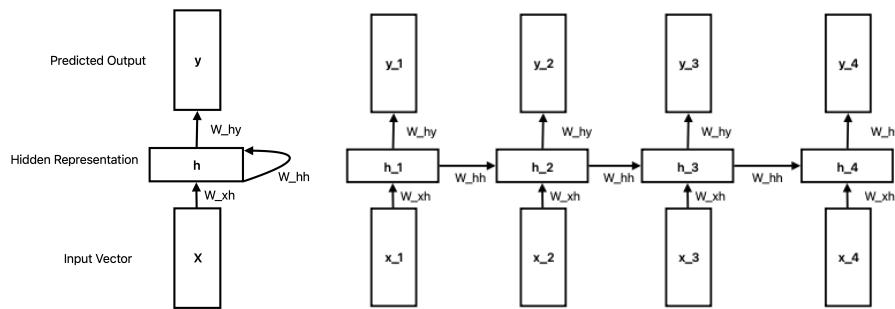 Predicted Output
y
y_1
y_2
y_3
y_4
W_hy
W_hy
W_hy
W_hy
W_h
Hidden Representation
h
h_1
h_2
h_3
h_4
W_hh
W_hh
W_hh
W_hh
W_xh
W_xh
W_xh
W_xh
W_xh
Input Vector
X
x_1
x_2
x_3
x_4